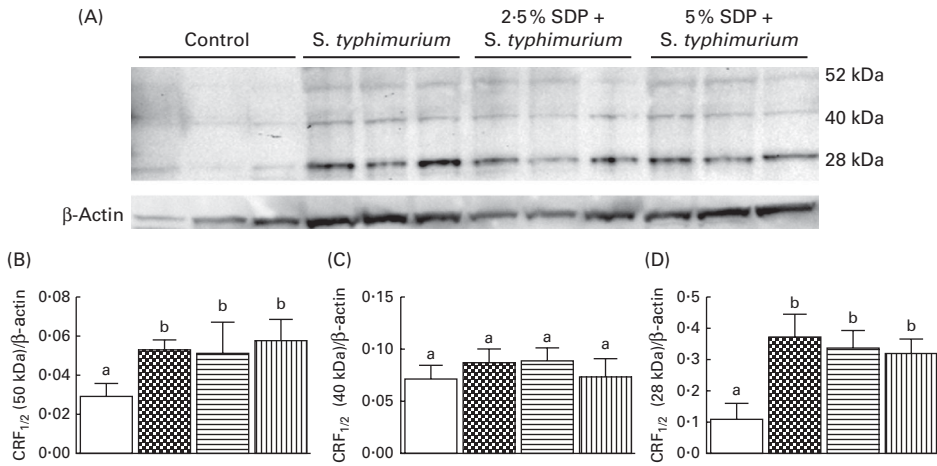 (A)
Control
S. typhimurium
2·5% SDP +
S. typhimurium
5% SDP +
S. typhimurium
52 kDa
40 kDa
28 kDa
β-Actin
(B)
CRF1/2 (50 kDa)/β-actin
0·08
0·06
0·04
0·02
0·00
a
b
b
b
(C)
CRF1/2 (40 kDa)/β-actin
0·15
0·10
0·05
0·00
a
a
a
a
(D)
CRF1/2 (28 kDa)/β-actin
0·5
0·4
0·3
0·2
0·1
0·0
a
b
b
b